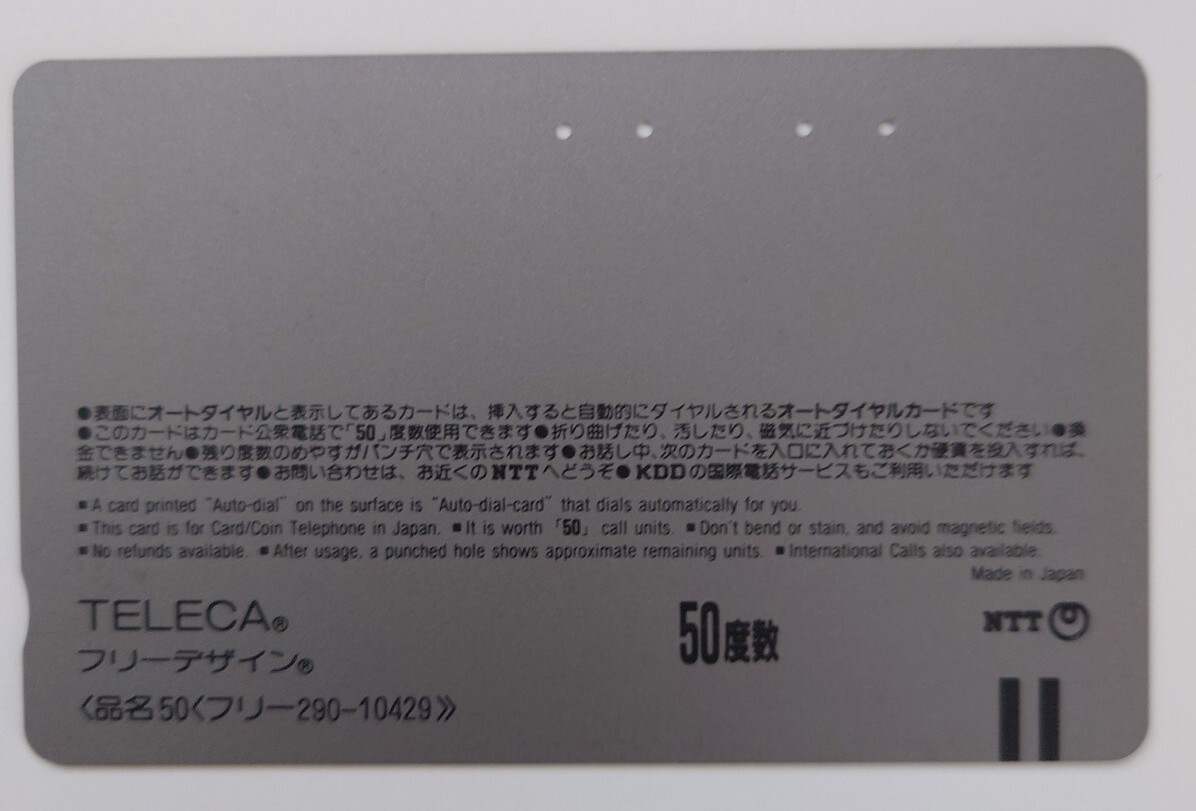 ●表面にオートダイヤルと表示してあるカードは、挿入すると自動的にダイヤルされるオートダイヤルカードです
●このカードはカード公衆電話で「50」度数使用できます●折り曲げたり、汚したり、磁気に近づけたりしないでください●換
金できません●残り度数のめやすがパンチ穴で表示されます●お話し中、次のカードを入口に入れておくか硬貨を投入すれば、
続けてお話ができます●お問い合わせは、お近くのNTTへどうぞ●KDDの国際電話サービスもご利用いただけます
■A card printed “Auto-dial” on the surface is “Auto-dial-card” that dials automatically for you.
■This card is for Card/Coin Telephone in Japan. ■It is worth 「50」 call units. ■Don't bend or stain, and avoid magnetic fields.
■No refunds available. ■After usage, a punched hole shows approximate remaining units. ■International Calls also available.
Made in Japan
TELECA®
50度数
NTT
フリーデザイン®
〈品名50〈フリー290-10429》